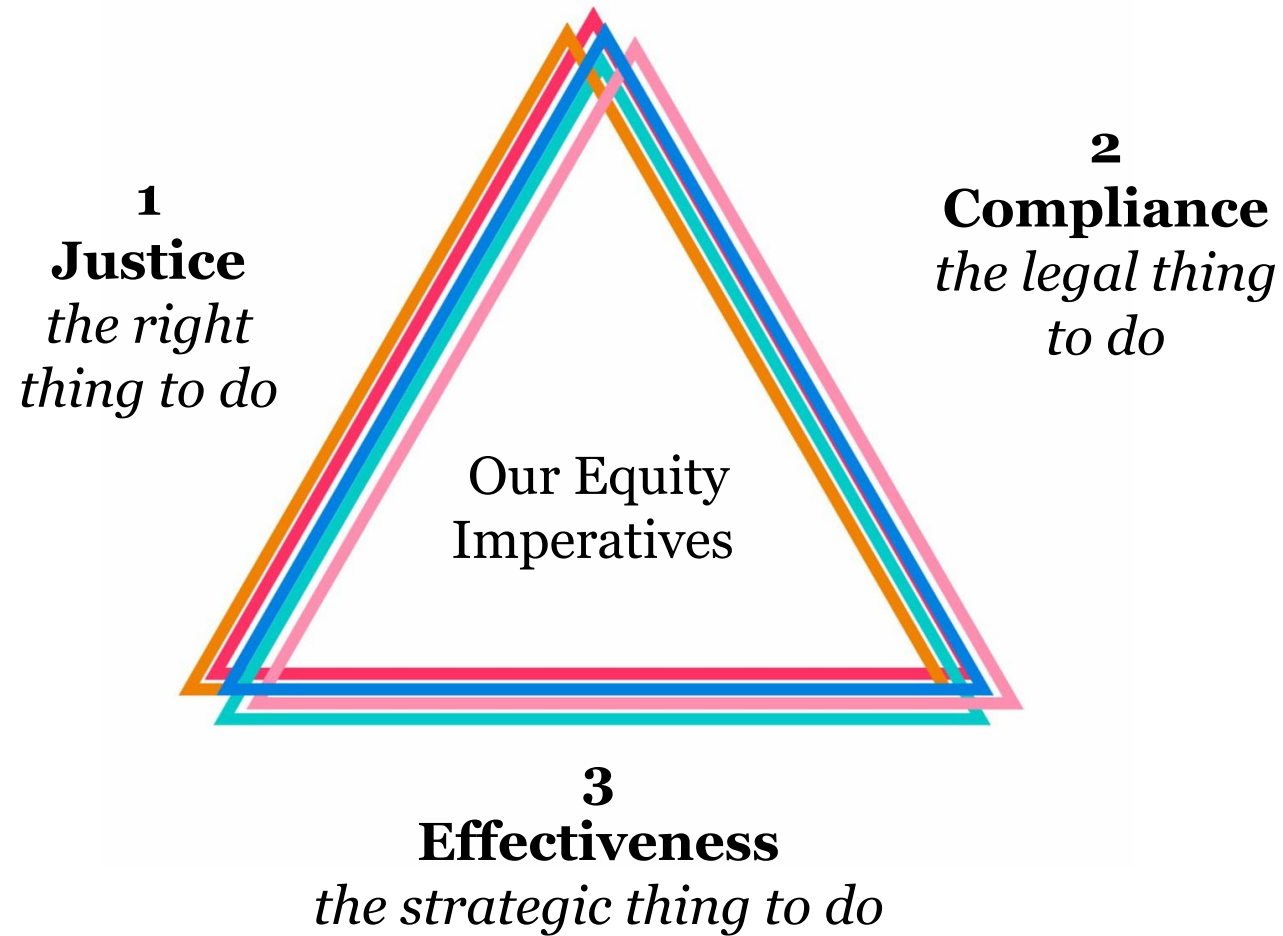 1
Justice
the right
thing to do
2
Compliance
the legal thing
to do
Our Equity
Imperatives
3
Effectiveness
the strategic thing to do